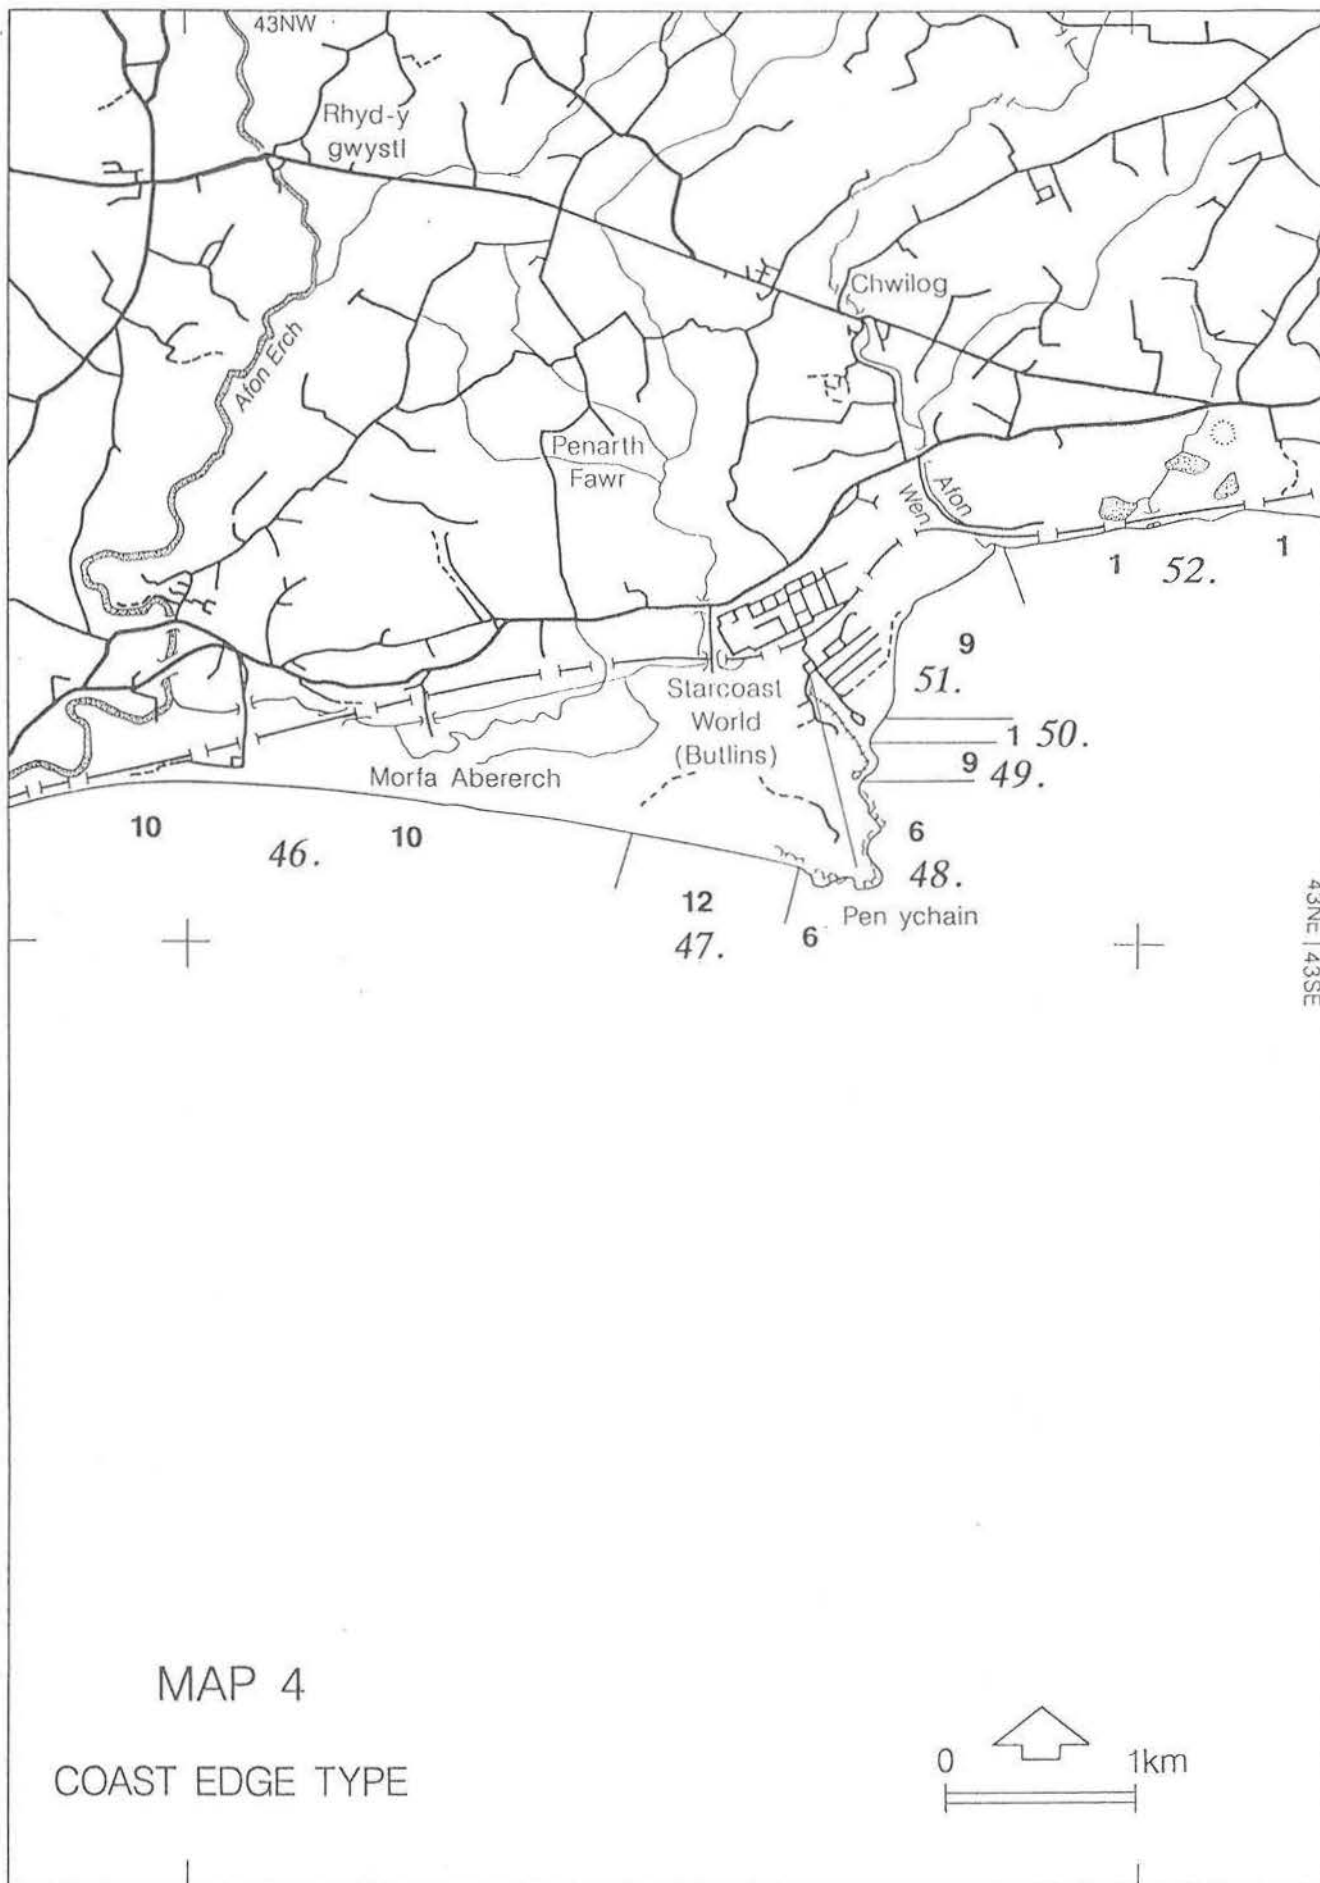 43NW
Rhyd-y
gwystl
Chwilog
Afon Erch
Penarth
Fawr
Afon
Wen
1 52. 1
9
51.
Starcoast
World
(Butlins)
1 50.
9 49.
Morfa Abererch
10
46.
10
6
48.
12
47.
6
Pen ychain
43NE | 43SE
MAP 4
COAST EDGE TYPE
0 1km